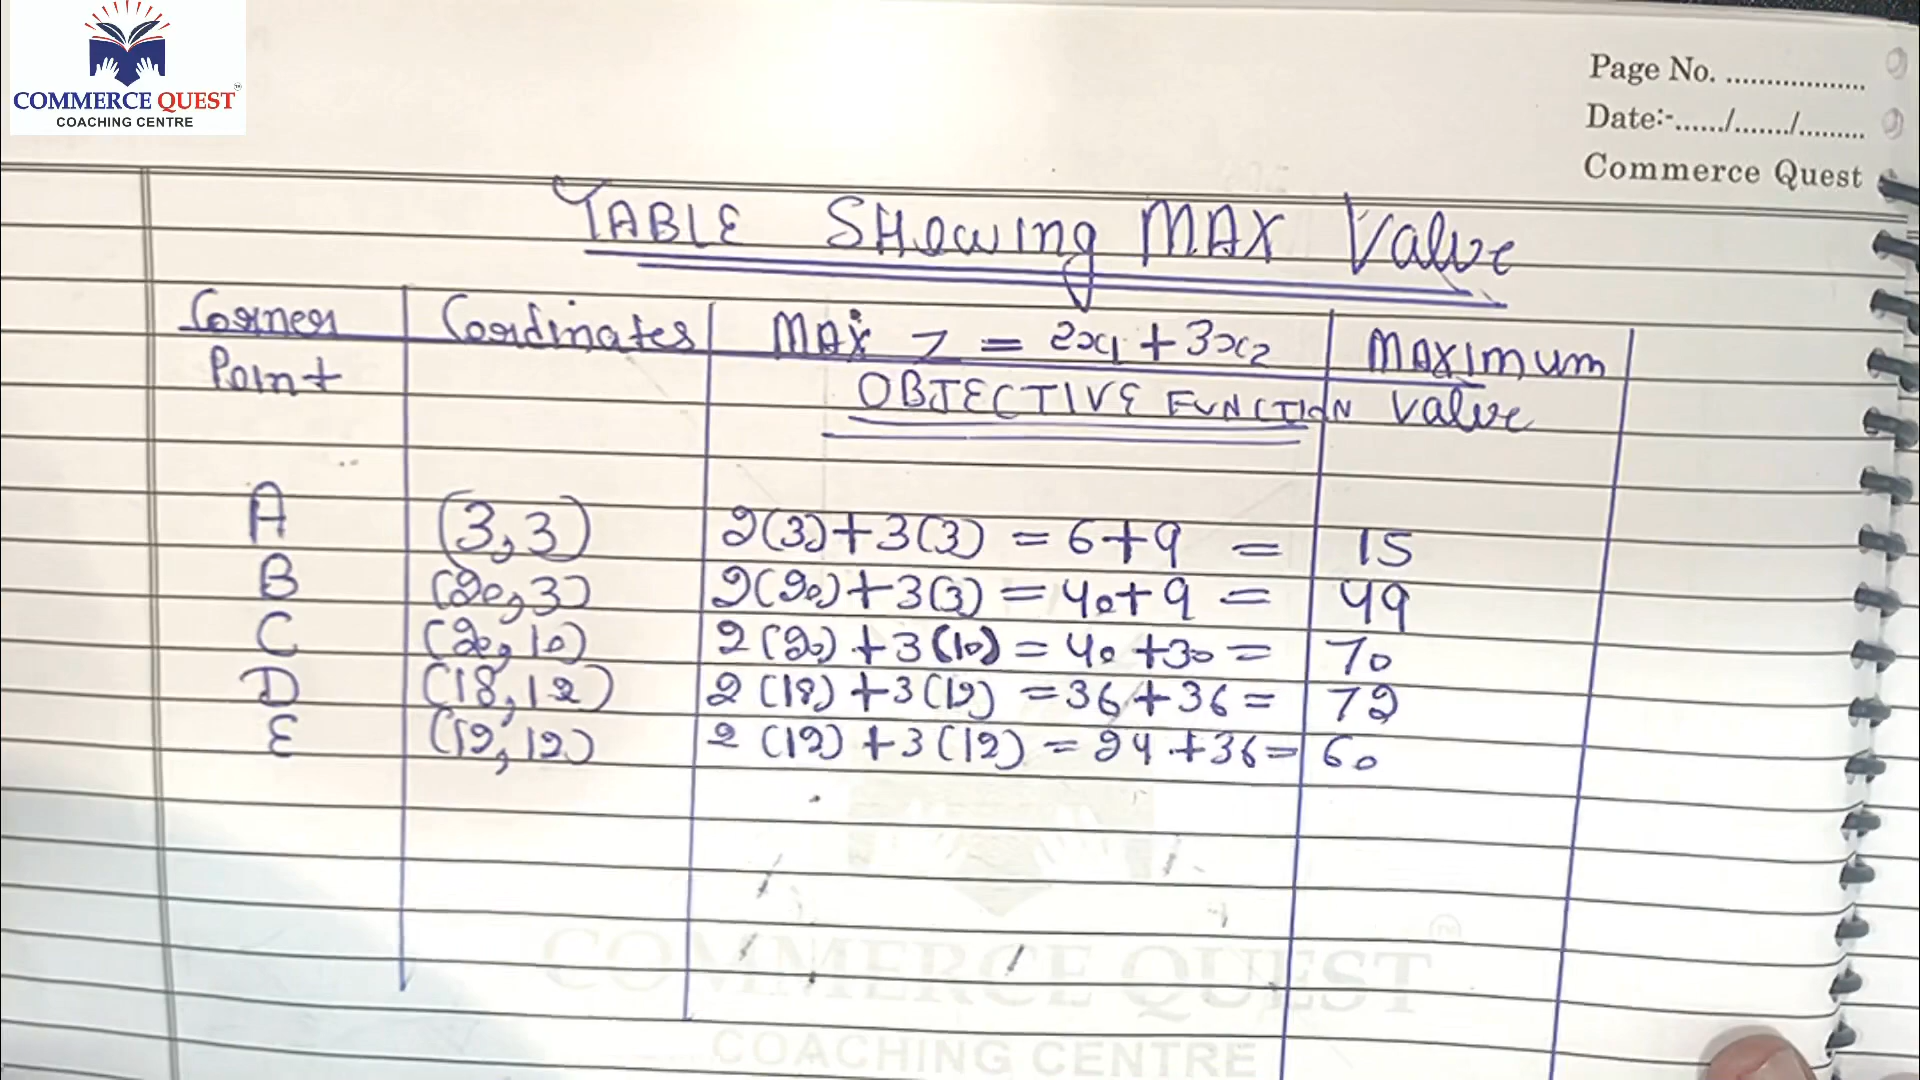 COMMERCE QUEST
COACHING CENTRE
Page No. ..................
Date:-....../......./.........
Commerce Quest
TABLE SHowing MAX Value
Corner Point | Coordinates | MAX Z = 2x1 + 3x2 OBJECTIVE FUNCTION | MAXIMUM Value
A (3,3) 2(3)+3(3) = 6+9 = 15
B (20,3) 2(20)+3(3) = 40+9 = 49
C (20,10) 2(20)+3(10) = 40+30 = 70
D (18,12) 2(18)+3(12) = 36+36 = 72
E (12,12) 2(12)+3(12) = 24+36 = 60
COMMERCE QUEST
COACHING CENTRE